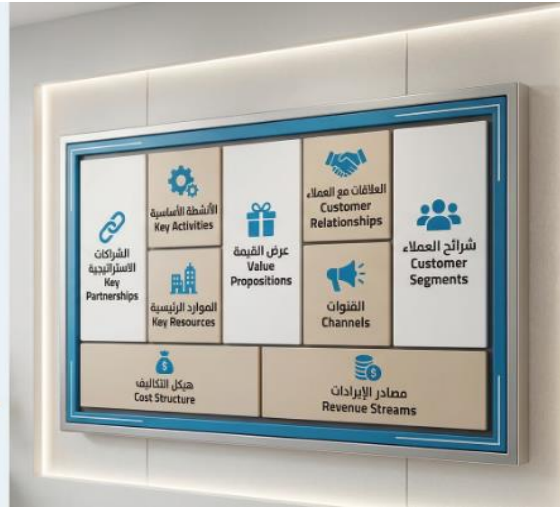 الشراكات
الاستراتيجية
Key
Partnerships
الأنشطة الأساسية
Key Activities
الموارد الرئيسية
Key Resources
عرض القيمة
Value
Propositions
العلاقات مع العملاء
Customer
Relationships
القنوات
Channels
شرائح العملاء
Customer
Segments
هيكل التكاليف
Cost Structure
مصادر الإيرادات
Revenue Streams